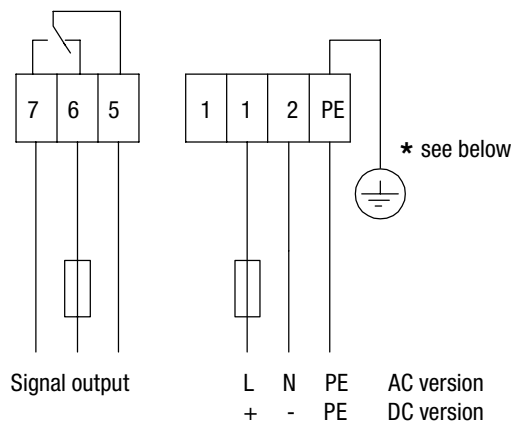 7 6 5 1 1 2 PE
* see below
Signal output L N PE AC version
+ - PE DC version